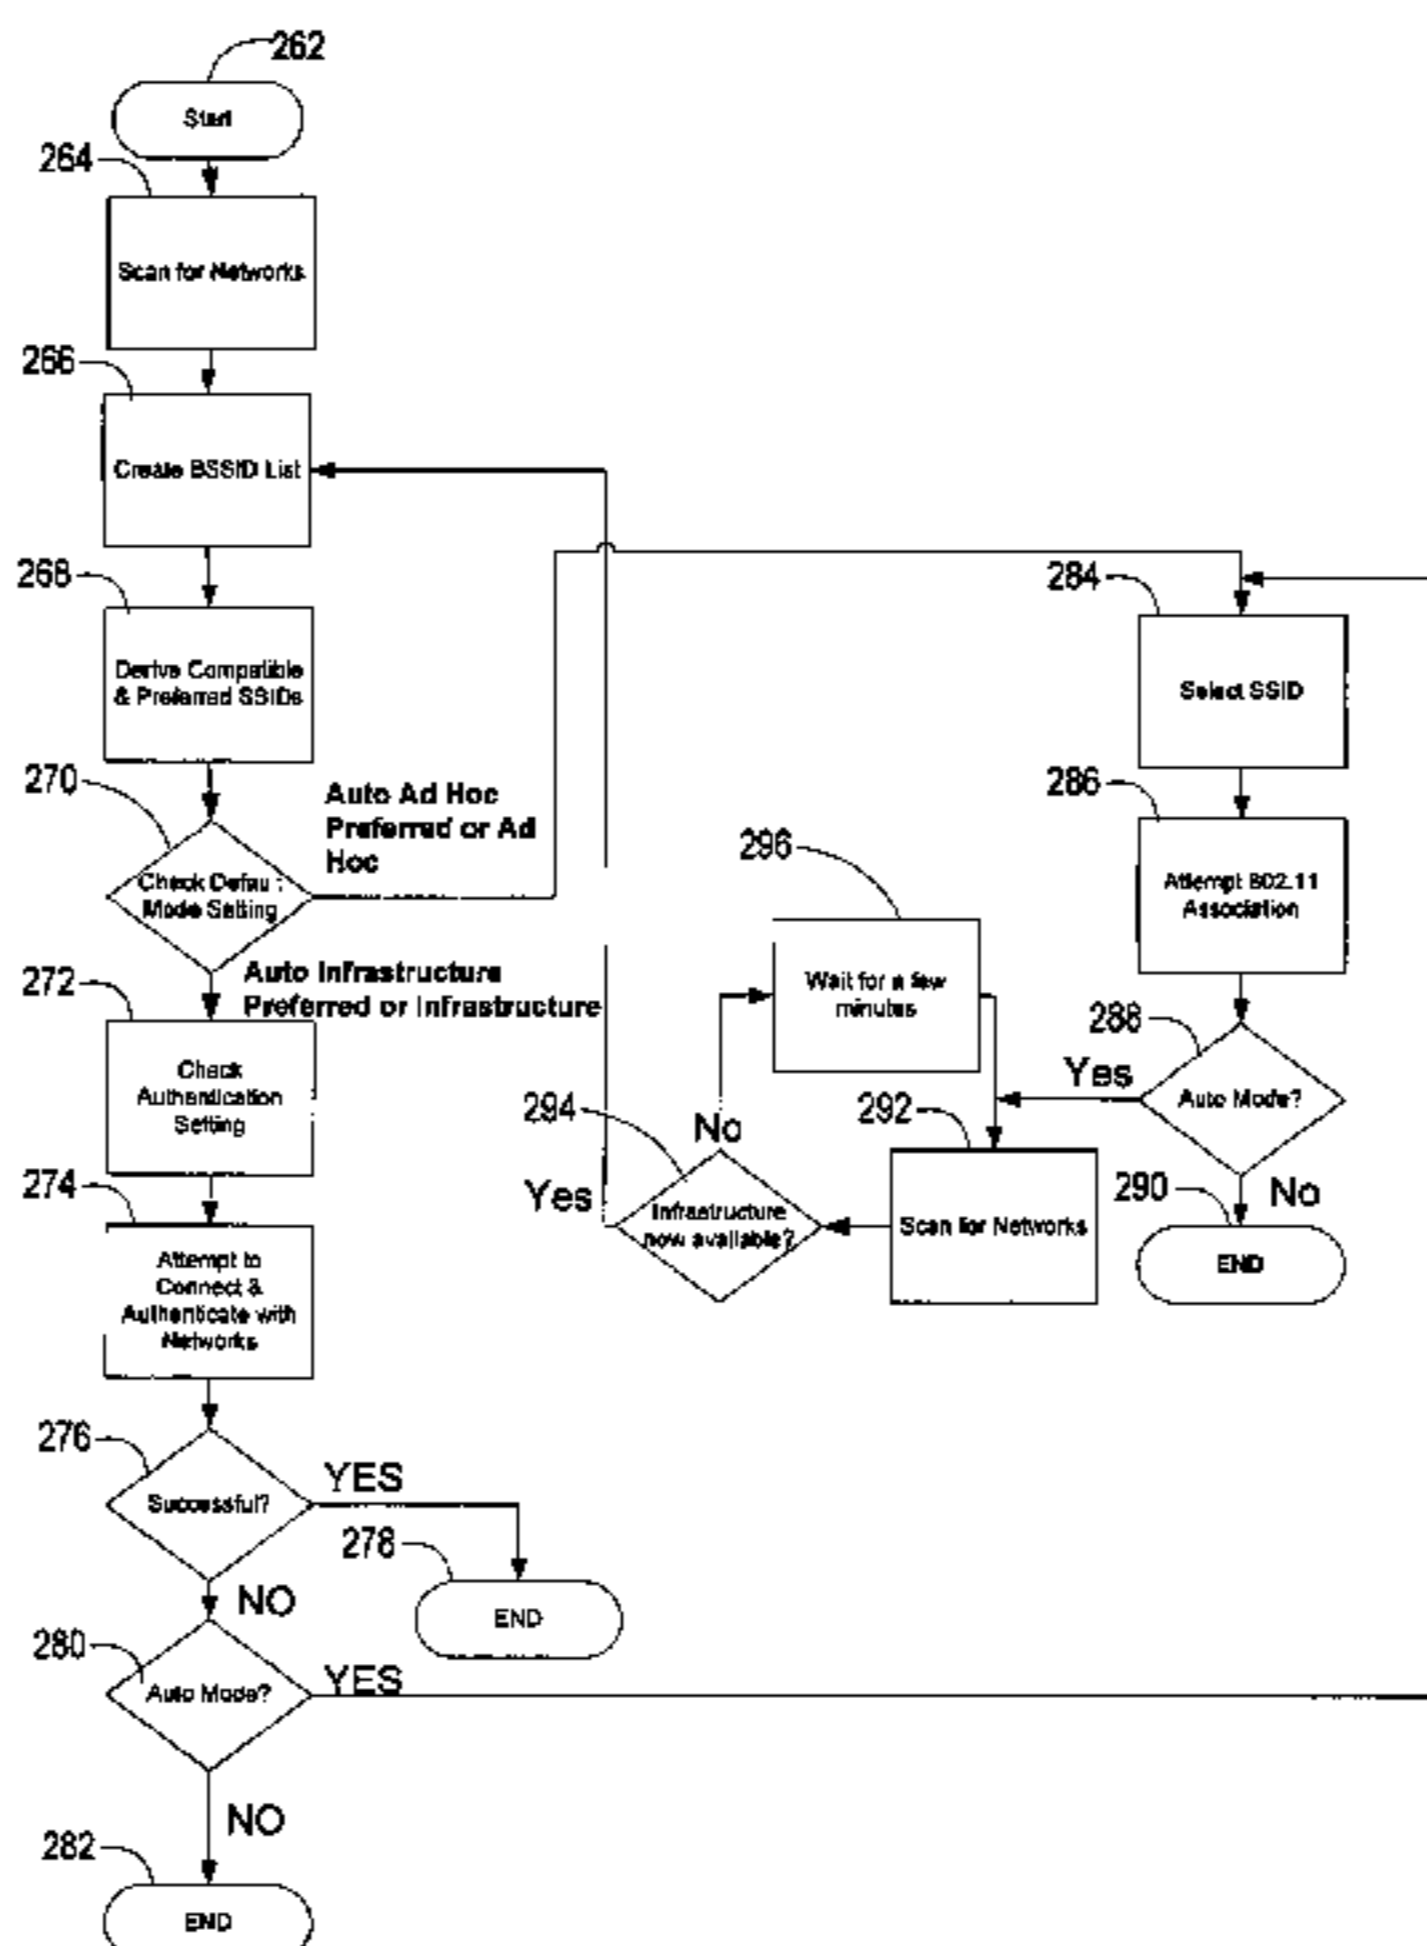 262
Start
264
Scan for Networks
266
Create BSSID List
268
Derive Compatible
& Preferred SSIDs
270
Auto Ad Hoc
Preferred or Ad
Hoc
Check Defau t
Mode Setting
272
Auto Infrastructure
Preferred or Infrastructure
Check
Authentication
Setting
274
Attempt to
Connect &
Authenticate with
Networks
276
Successful?
YES
278
END
NO
280
Auto Mode?
YES
NO
282
END
284
Select SSID
286
Attempt 802.11
Association
288
Auto Mode?
Yes
No
290
END
292
Scan for Networks
294
Infrastructure
now available?
Yes
No
296
Wait for a few
minutes